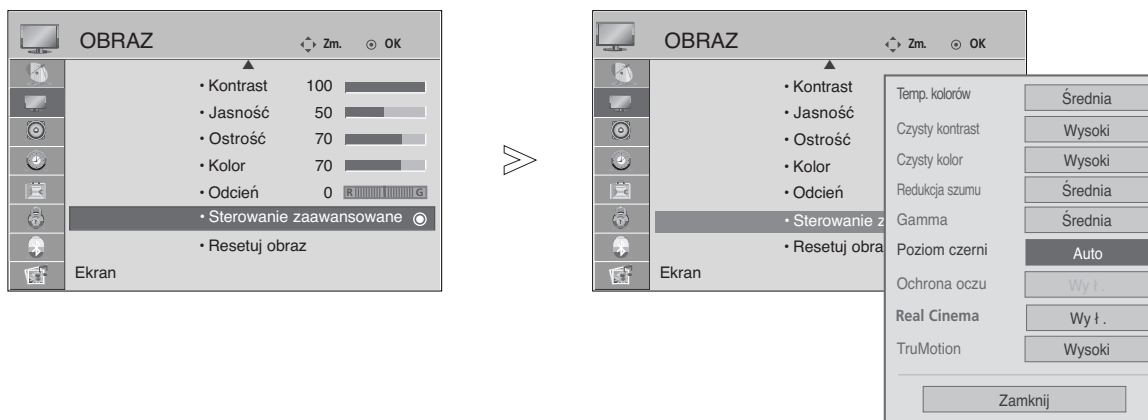 OBRAZ Zm. OK
• Kontrast 100
• Jasność 50
• Ostrość 70
• Kolor 70
• Odcień 0 R G
• Sterowanie zaawansowane
• Resetuj obraz
Ekran
OBRAZ Zm. OK
• Kontrast
• Jasność
• Ostrość
• Kolor
• Odcień
• Sterowanie z
• Resetuj obra
Ekran
Temp. kolorów Średnia
Czysty kontrast Wysoki
Czysty kolor Wysoki
Redukcja szumu Średnia
Gamma Średnia
Poziom czerni Auto
Ochrona oczu Wył.
Real Cinema Wył.
TruMotion Wysoki
Zamknij